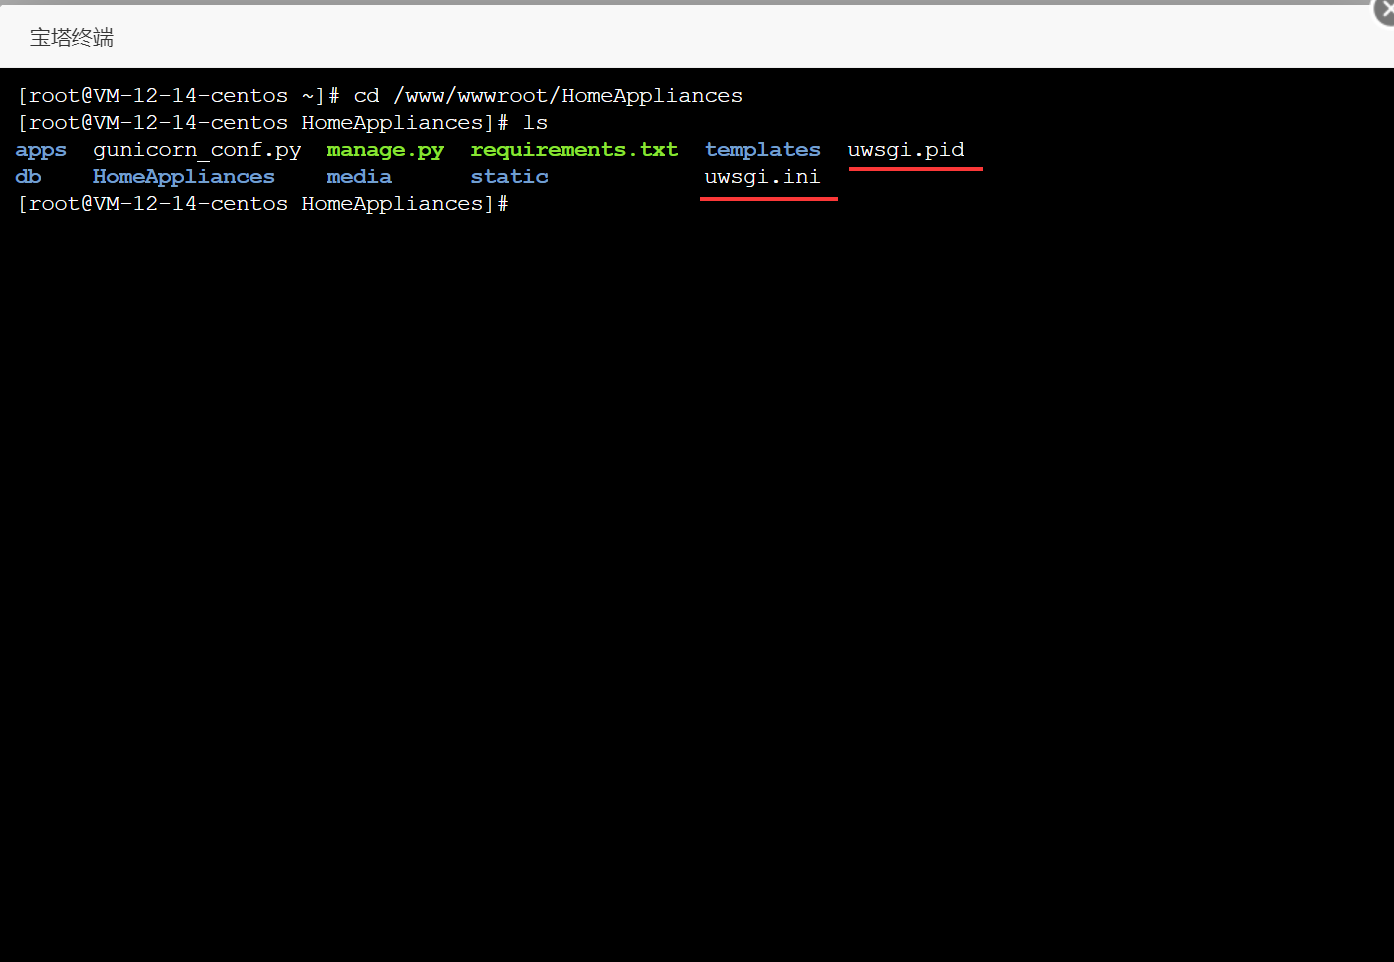 宝塔终端
[root@VM-12-14-centos ~]# cd /www/wwwroot/HomeAppliances
[root@VM-12-14-centos HomeAppliances]# ls
apps  gunicorn_conf.py  manage.py  requirements.txt  templates  uwsgi.pid
db    HomeAppliances    media      static            uwsgi.ini
[root@VM-12-14-centos HomeAppliances]#